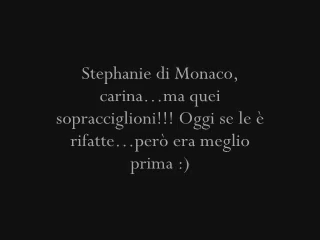 Stephanie di Monaco,
carina…ma quei
sopracciglioni!!! Oggi se le è
rifatte…però era meglio
prima :)